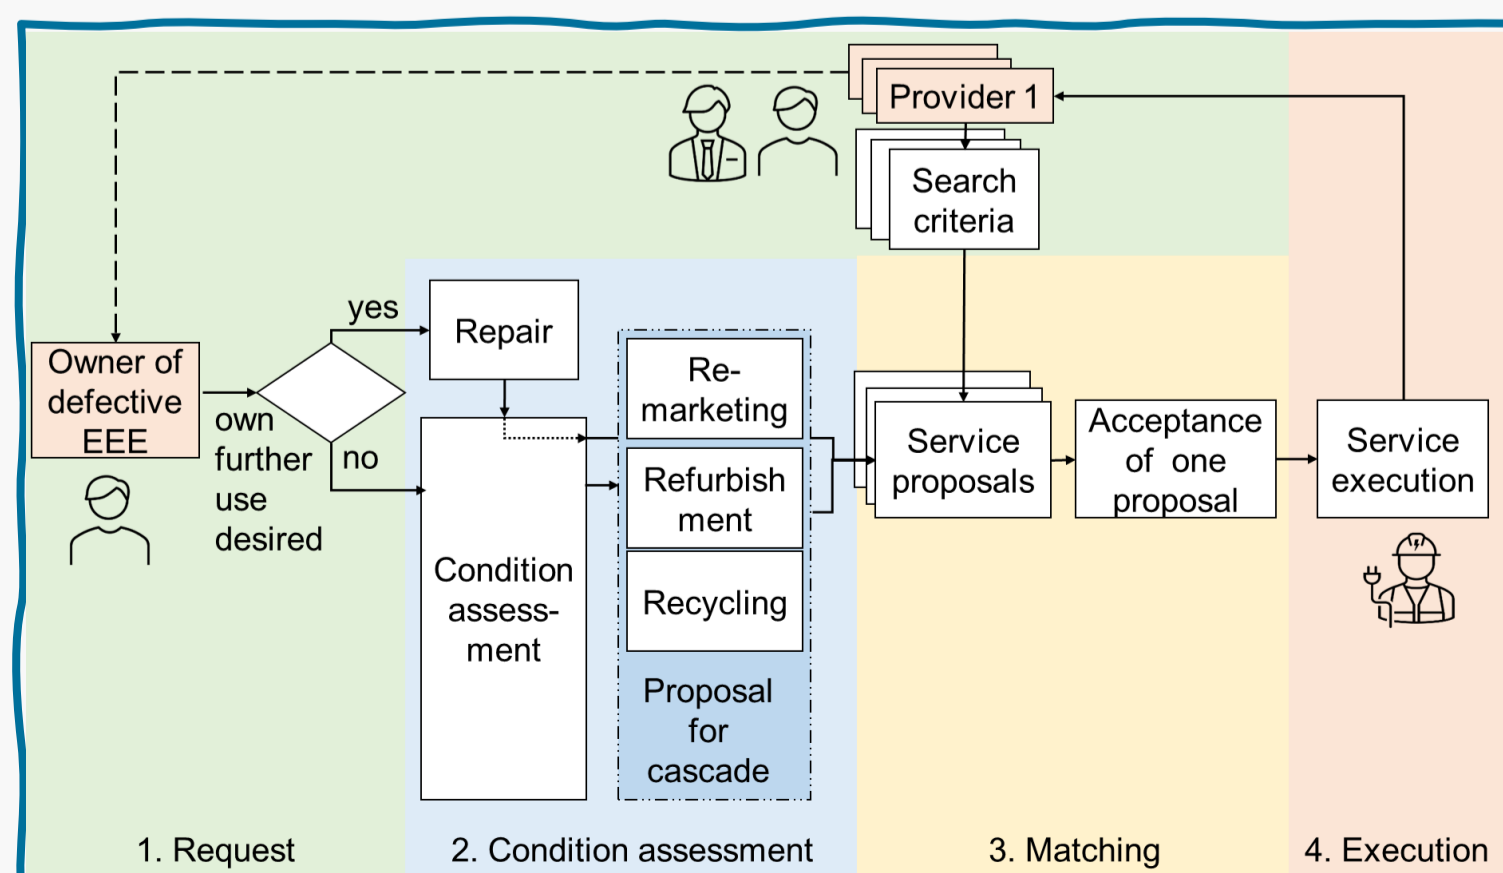 Provider 1
Search
criteria
yes
Repair
Owner of
defective
EEE
own
further
use
desired
no
Condition
assess-
ment
Re-
marketing
Refurbish
ment
Recycling
Proposal
for
cascade
Service
proposals
Acceptance
of one
proposal
Service
execution
1. Request
2. Condition assessment
3. Matching
4. Execution